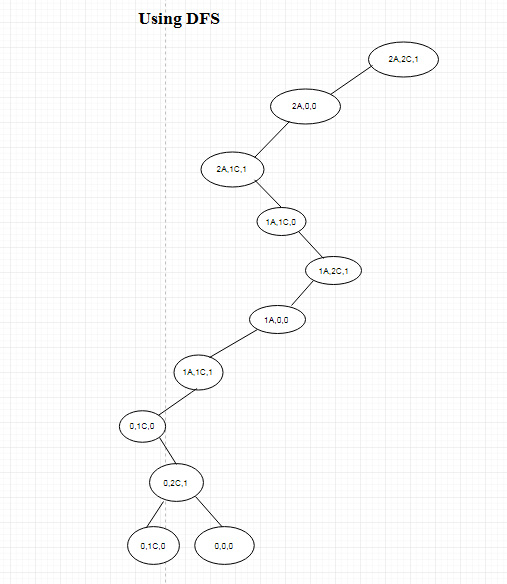 Using DFS
2A,2C,1
2A,0,0
2A,1C,1
1A,1C,0
1A,2C,1
1A,0,0
1A,1C,1
0,1C,0
0,2C,1
0,1C,0
0,0,0